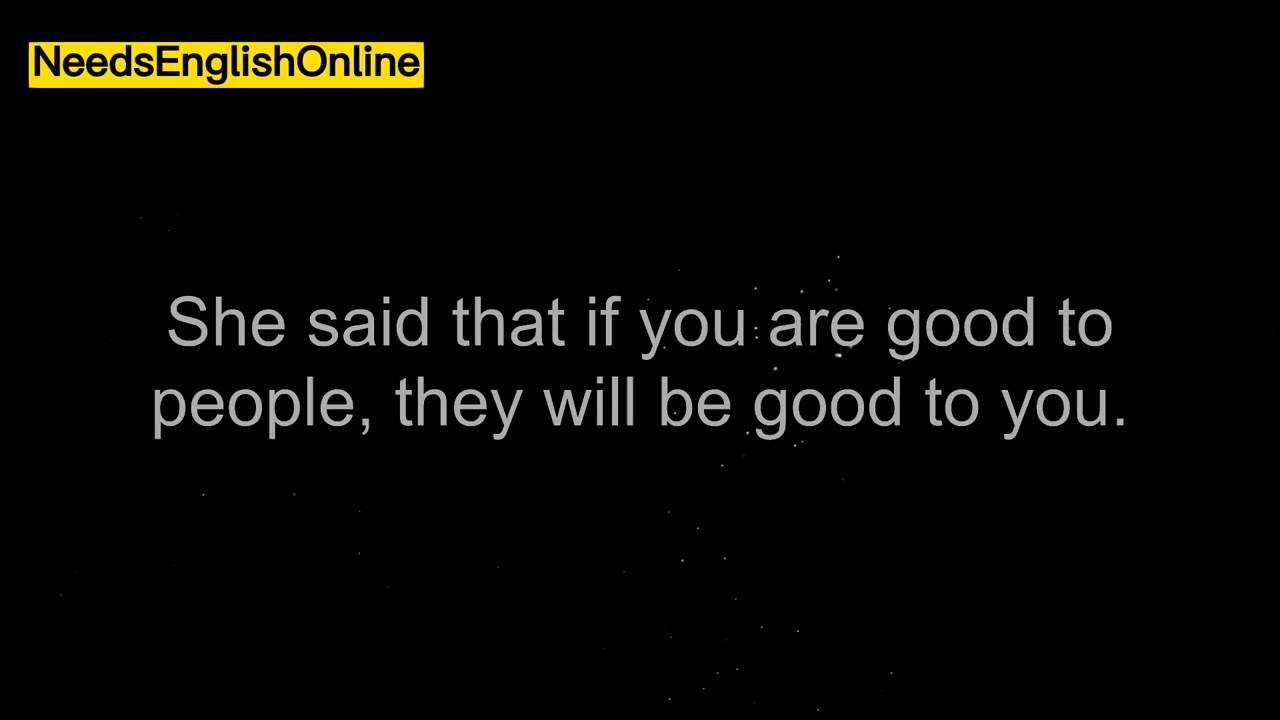 NeedsEnglishOnline
She said that if you are good to
people, they will be good to you.